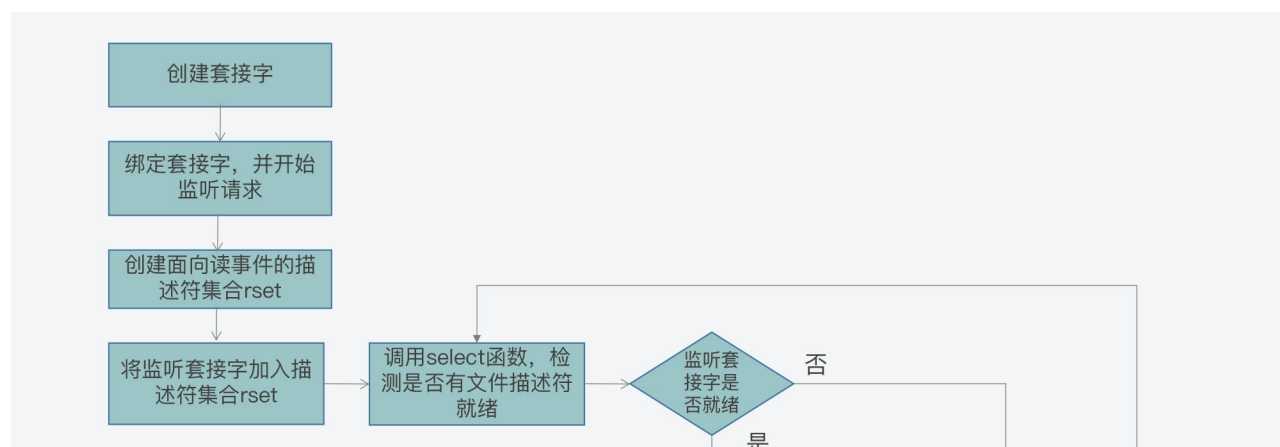 创建套接字
绑定套接字，并开始
监听请求
创建面向读事件的描
述符集合rset
将监听套接字加入描
述符集合rset
调用select函数，检
测是否有文件描述符
就绪
监听套
接字是
否就绪
否
是